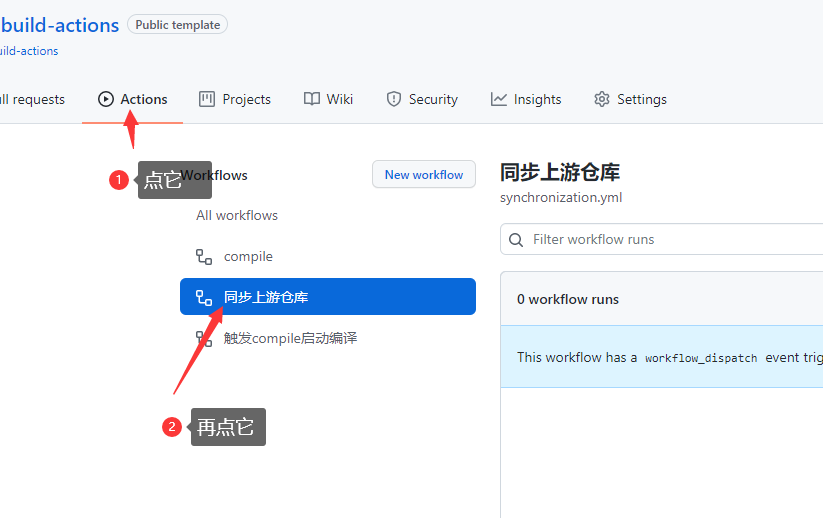 build-actions Public template
uild-actions
ull requests Actions Projects Wiki Security Insights Settings
1 点它
Workflows New workflow
All workflows
compile
同步上游仓库
触发compile启动编译
2 再点它
同步上游仓库
synchronization.yml
Filter workflow runs
0 workflow runs
This workflow has a workflow_dispatch event trig